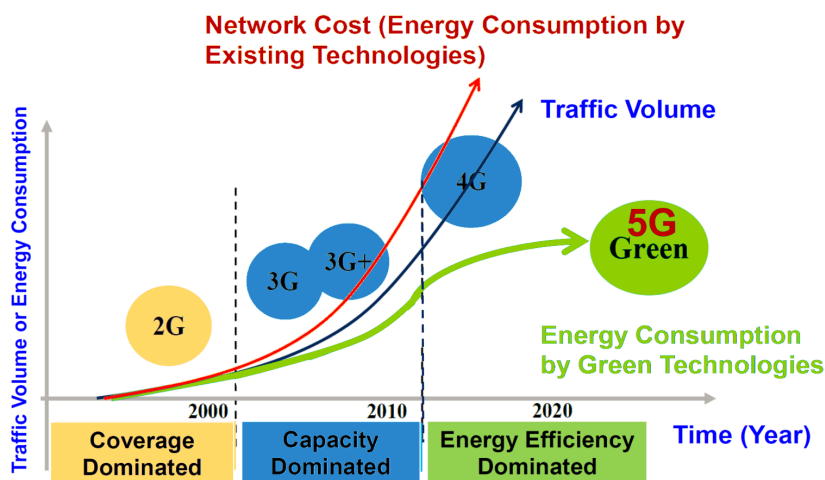 Network Cost (Energy Consumption by
Existing Technologies)
Traffic Volume
Traffic Volume or Energy Consumption
4G
5G
Green
3G
3G+
2G
Energy Consumption
by Green Technologies
2000
2010
2020
Time (Year)
Coverage
Dominated
Capacity
Dominated
Energy Efficiency
Dominated